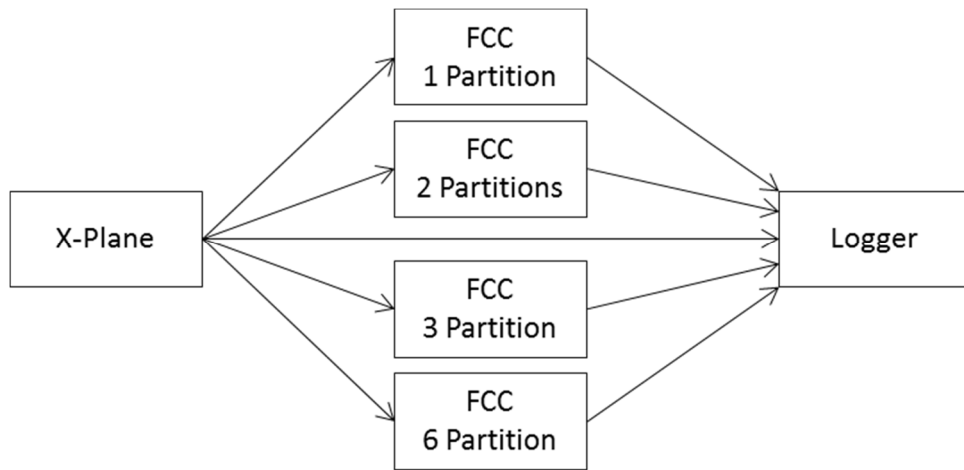 FCC
1 Partition
FCC
2 Partitions
X-Plane
Logger
FCC
3 Partition
FCC
6 Partition